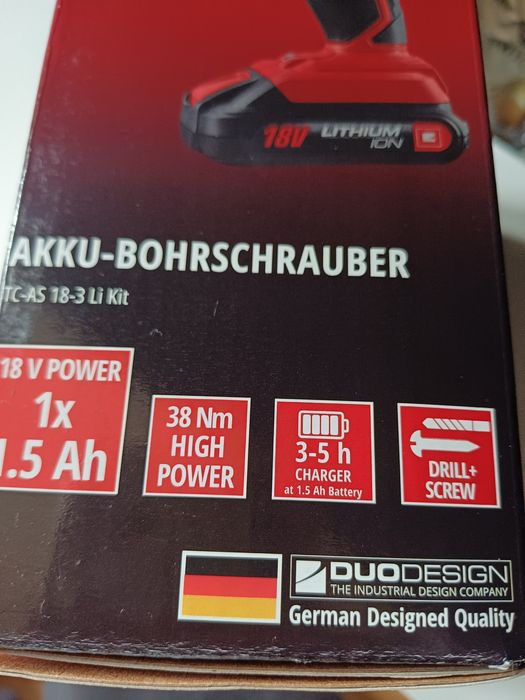 18V LITHIUM
ION
AKKU-BOHRSCHRAUBER
TC-AS 18-3 Li Kit
18 V POWER
1x
1.5 Ah
38 Nm
HIGH
POWER
3-5 h
CHARGER
at 1.5 Ah Battery
DRILL+
SCREW
DUODESIGN
THE INDUSTRIAL DESIGN COMPANY
German Designed Quality